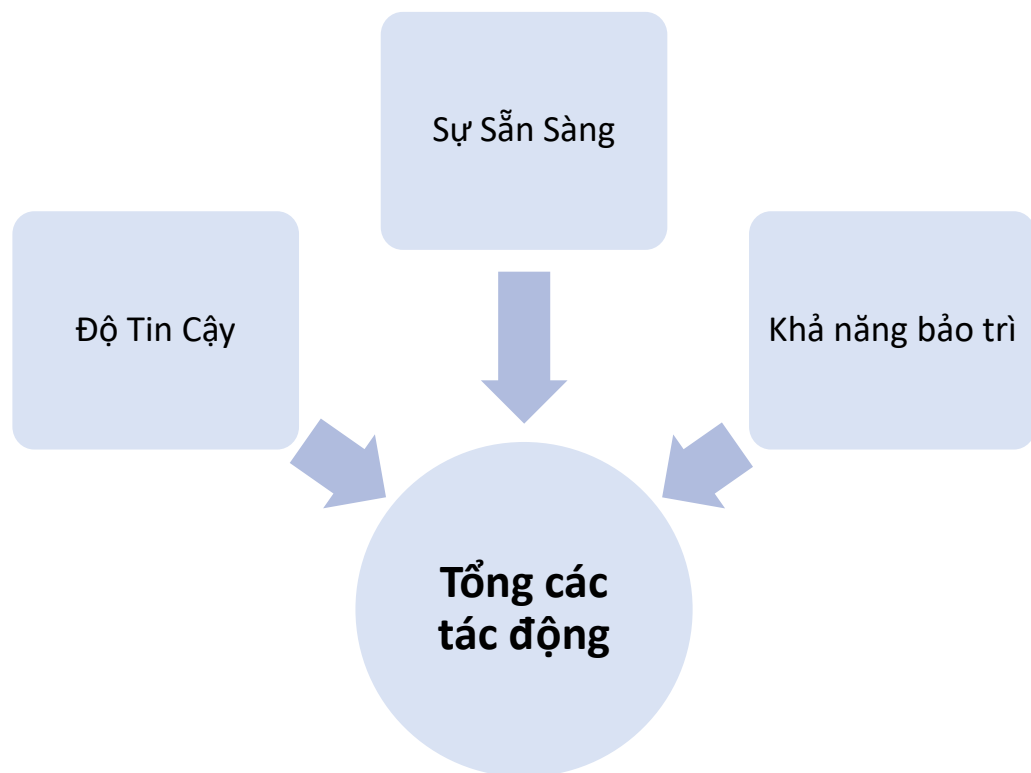 Sự Sẵn Sàng
Độ Tin Cậy
Khả năng bảo trì
Tổng các
tác động